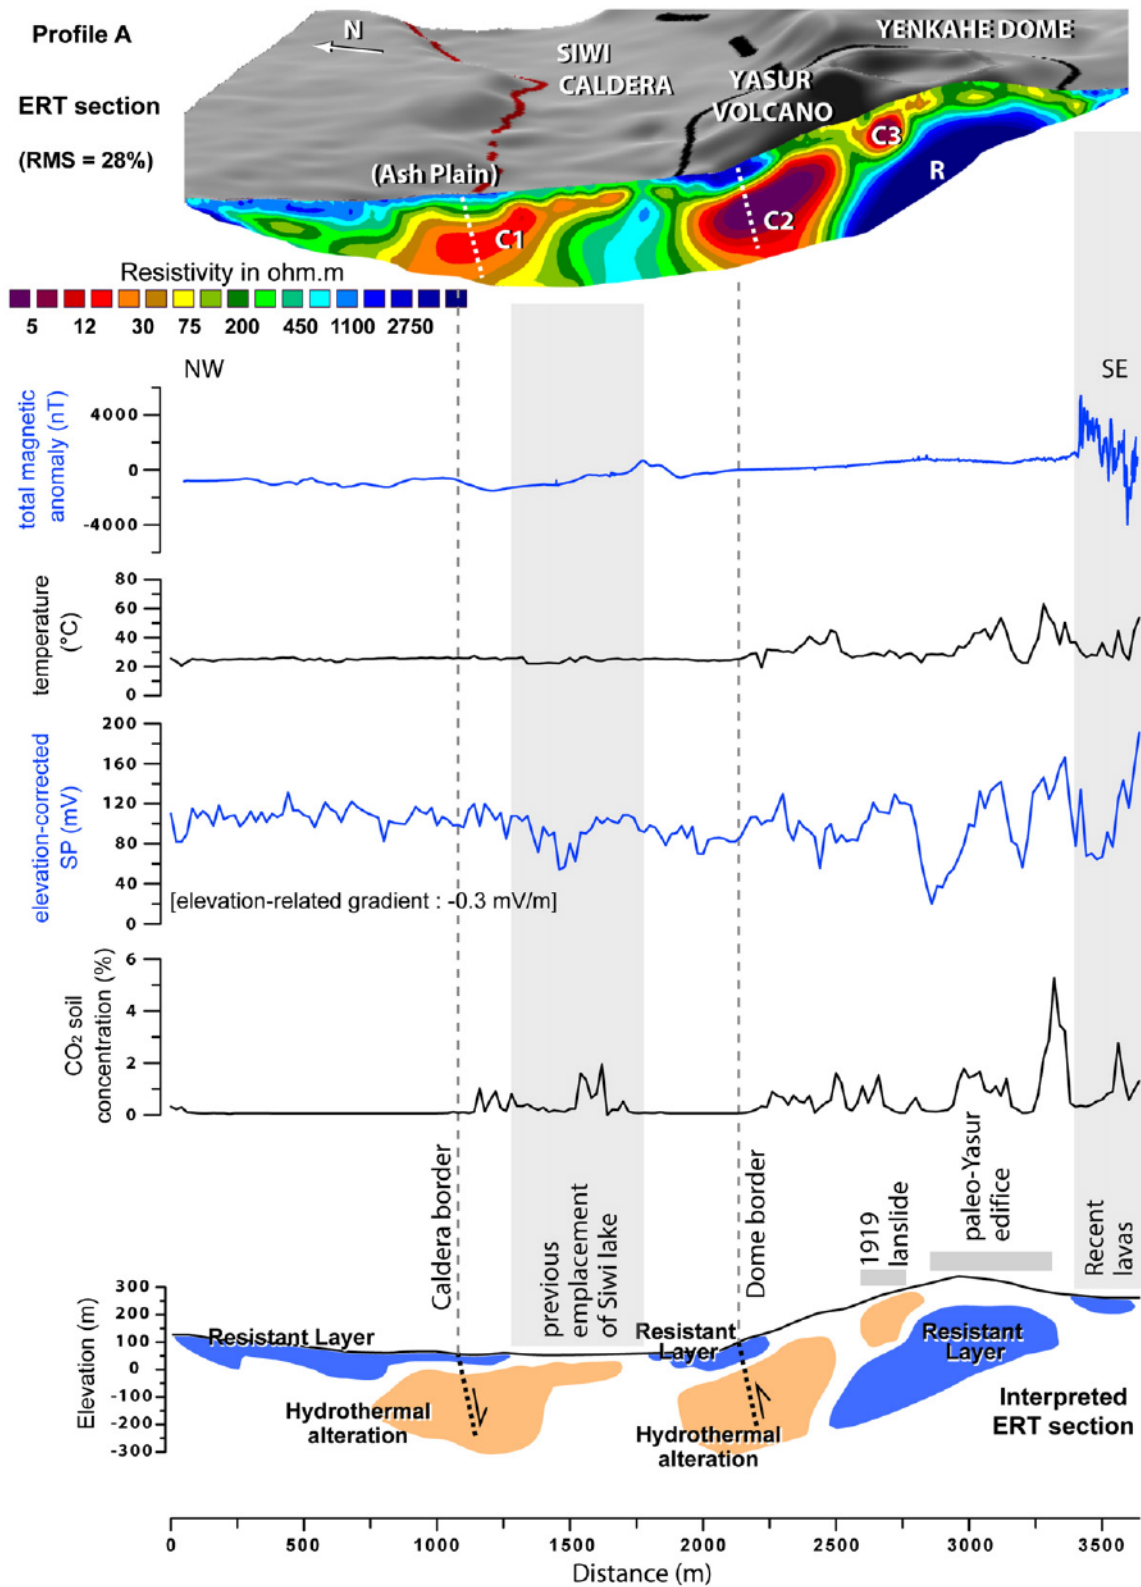 Profile A
ERT section
(RMS = 28%)
N
SIWI
CALDERA
YENKAHE DOME
YASUR
VOLCANO
(Ash Plain)
C1
C2
C3
R
Resistivity in ohm.m
5 12 30 75 200 450 1100 2750
NW
SE
total magnetic
anomaly (nT)
4000
0
-4000
temperature
(°C)
80
60
40
20
0
elevation-corrected
SP (mV)
200
160
120
80
40
0
[elevation-related gradient : -0.3 mV/m]
CO2 soil
concentration (%)
6
4
2
0
Caldera border
previous
emplacement
of Siwi lake
Dome border
1919
lanslide
paleo-Yasur
edifice
Recent
lavas
Elevation (m)
300
200
100
0
-100
-200
-300
Resistant Layer
Hydrothermal
alteration
Resistant
Layer
Hydrothermal
alteration
Resistant
Layer
Interpreted
ERT section
0 500 1000 1500 2000 2500 3000 3500
Distance (m)